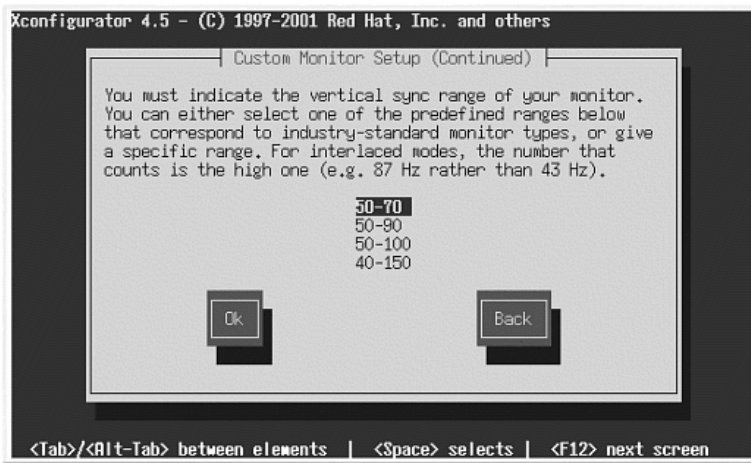 Xconfigurator 4.5 - (C) 1997-2001 Red Hat, Inc. and others
Custom Monitor Setup (Continued)
You must indicate the vertical sync range of your monitor.
You can either select one of the predefined ranges below
that correspond to industry-standard monitor types, or give
a specific range. For interlaced modes, the number that
counts is the high one (e.g. 87 Hz rather than 43 Hz).
50-70
50-90
50-100
40-150
Ok Back
<Tab>/<Alt-Tab> between elements | <Space> selects | <F12> next screen